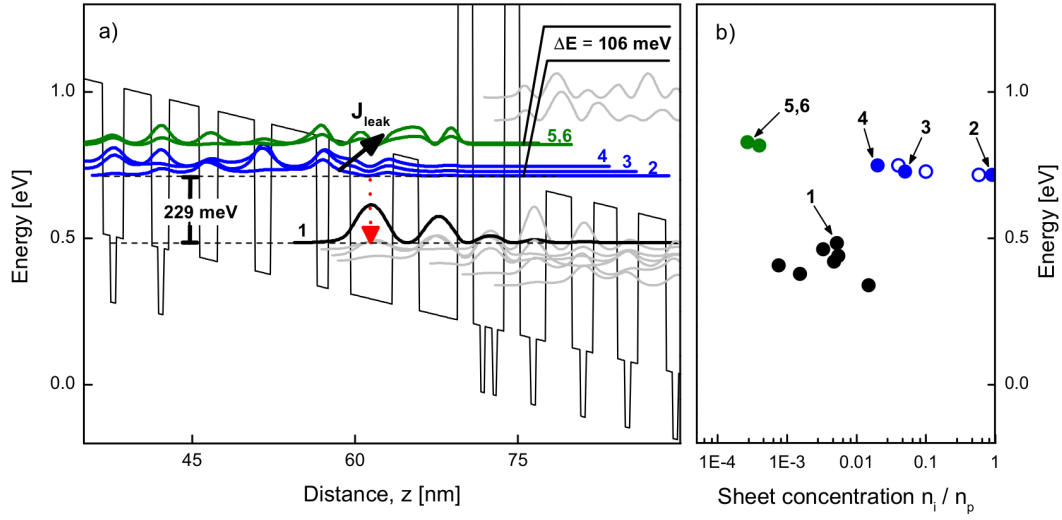 a)
ΔE = 106 meV
J_leak
5,6
4
3
2
229 meV
1
1.0
0.5
0.0
Energy [eV]
45
60
75
Distance, z [nm]
b)
5,6
4
3
2
1
1.0
0.5
0.0
Energy [eV]
1E-4
1E-3
0.01
0.1
1
Sheet concentration n_i / n_p